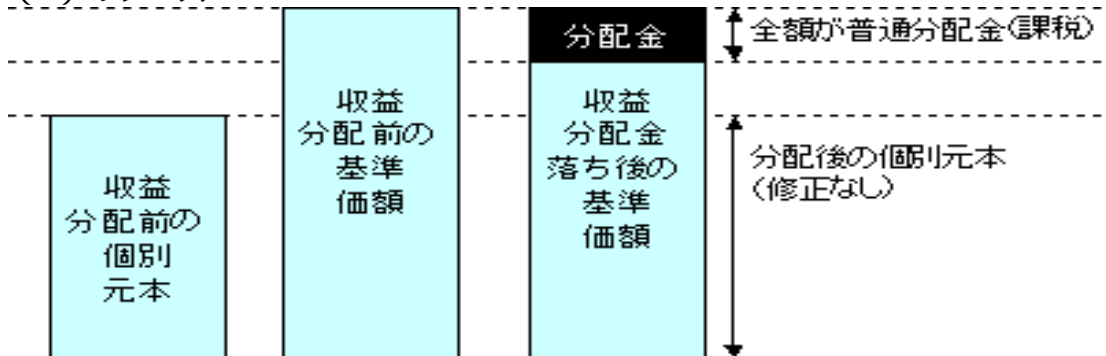 収益
分配前の
個別
元本
収益
分配前の
基準
価額
分配金
収益
分配金
落ち後の
基準
価額
全額が普通分配金(課税)
分配後の個別元本
(修正なし)